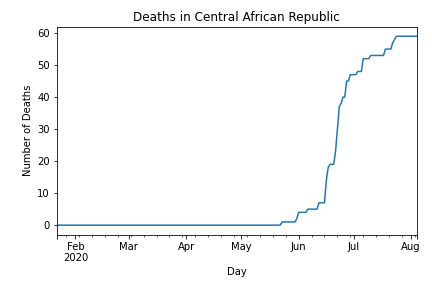 Deaths in Central African Republic
60
50
40
30
20
10
0
Number of Deaths
Feb Mar Apr May Jun Jul Aug
2020
Day